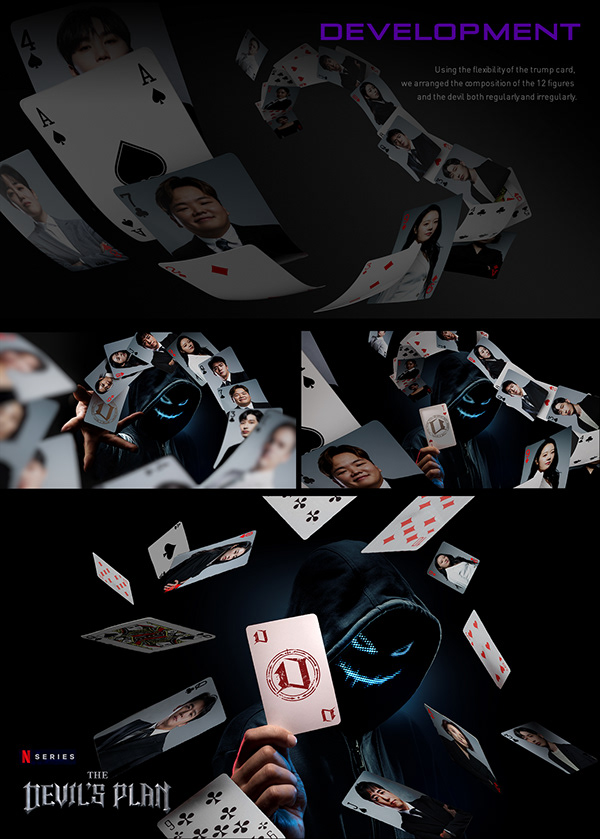 DEVELOPMENT
Using the flexibility of the trump card,
we arranged the composition of the 12 figures
and the devil both regularly and irregularly.
4
A
A
A
N SERIES
THE
DEVIL'S PLAN